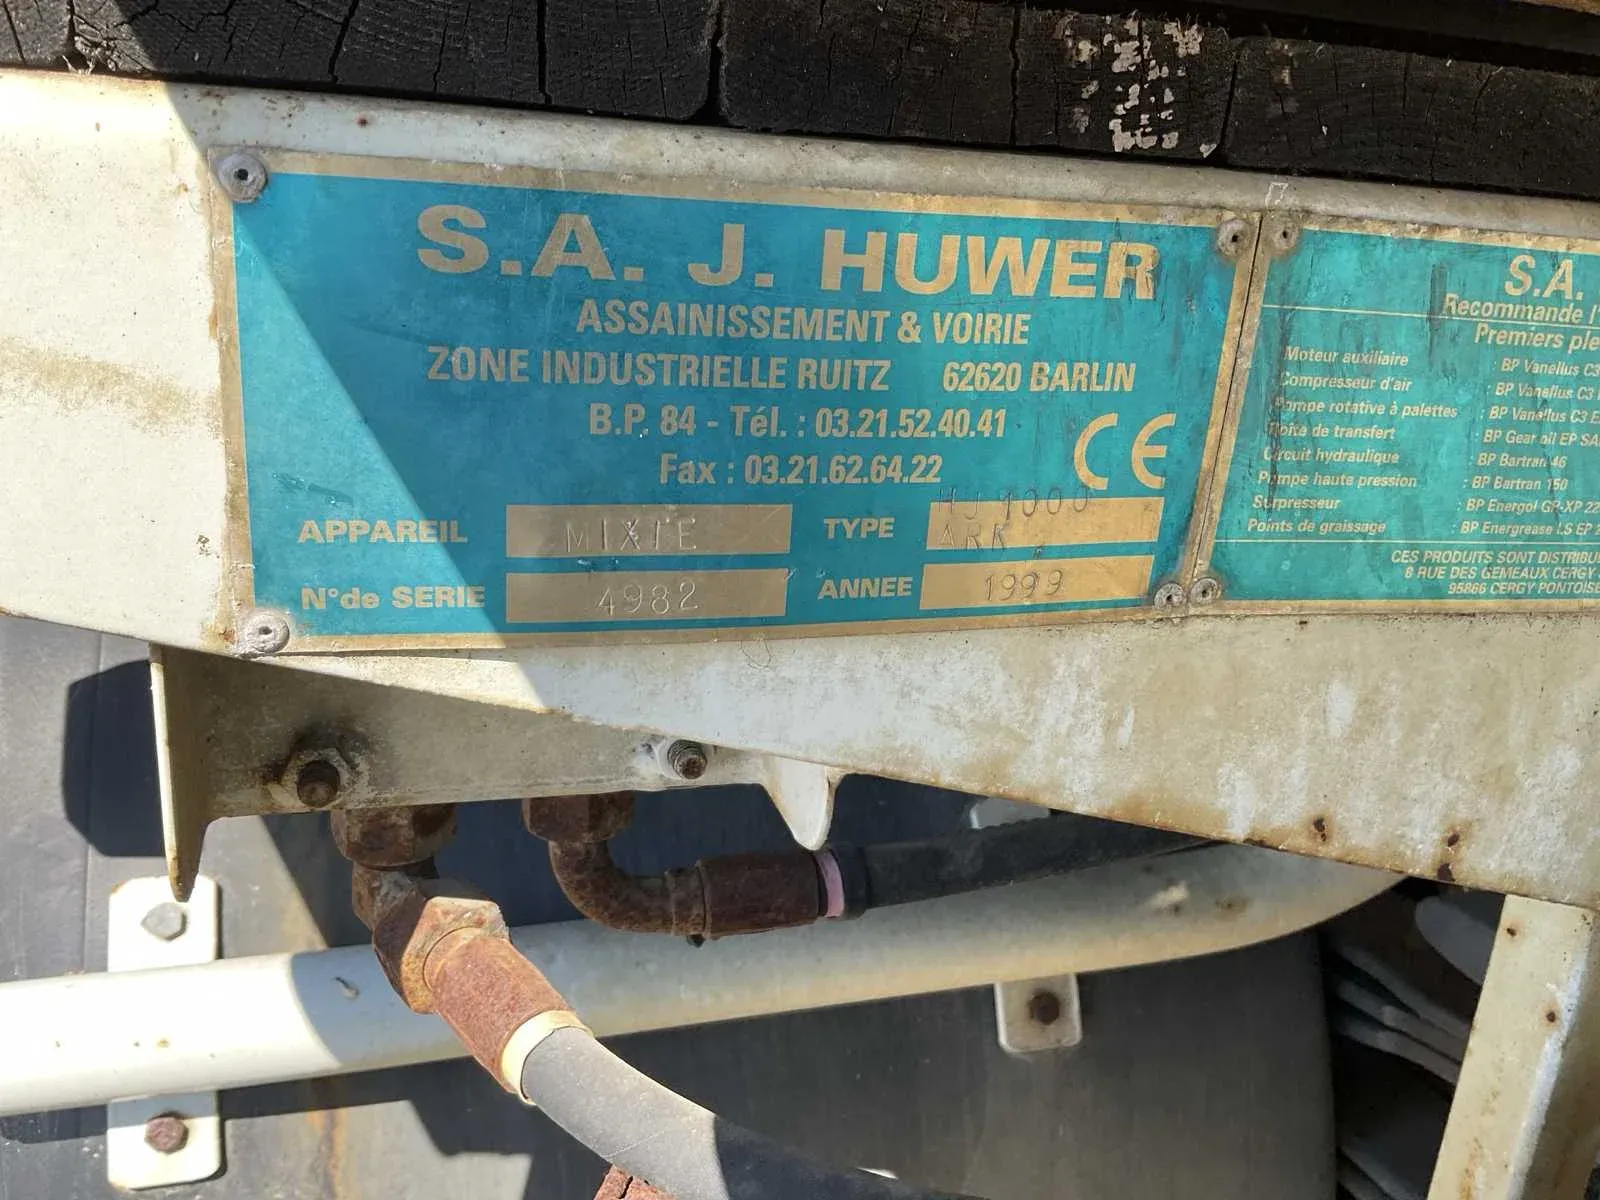 S.A. J. HUWER
ASSAINISSEMENT & VOIRIE
ZONE INDUSTRIELLE RUITZ 62620 BARLIN
B.P. 84 - Tél. : 03.21.52.40.41
Fax : 03.21.62.64.22
CE
APPAREIL MIXTE TYPE HJ 1000
ARK
N° de SERIE 4982 ANNEE 1999
S.A.
Recommande l'
Premiers
Moteur auxiliaire : BP Vanellus C3
Compresseur d'air : BP Vanellus C3
Pompe rotative à palettes : BP Vanellus C3
Boîte de transfert : BP Gear oil EP
Circuit hydraulique : BP Bartran 46
Pompe haute pression : BP Bartran 150
Surpresseur : BP Energol GR-XP
Points de graissage : BP Energrease LS EP 2
CES PRODUITS SONT
8 RUE DES GEMEAUX CERGY
95866 CERGY PONTOISE